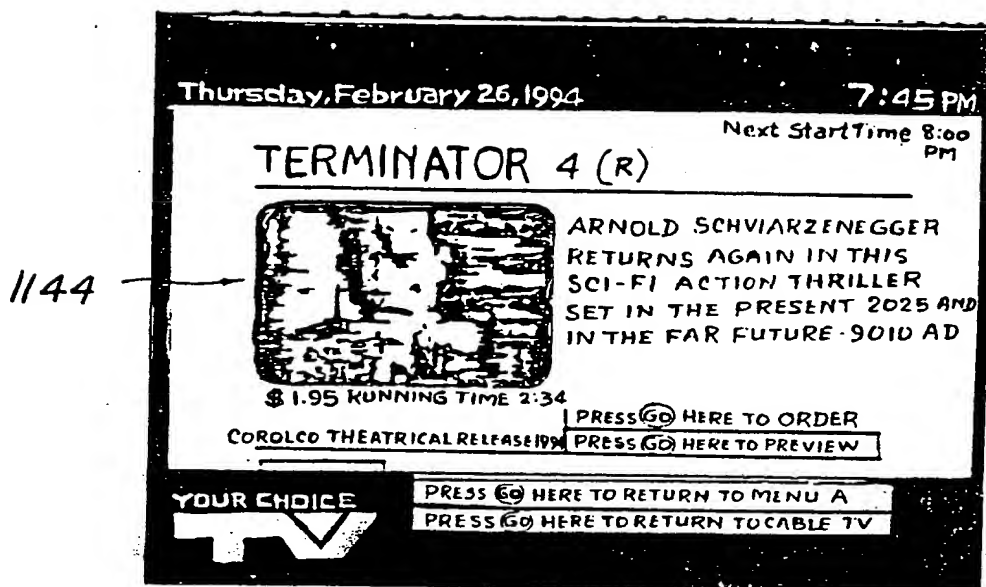 Thursday, February 26, 1994 7:45 PM
Next Start Time 8:00 PM
TERMINATOR 4 (R)
1144
ARNOLD SCHVIARZENEGGER
RETURNS AGAIN IN THIS
SCI-FI ACTION THRILLER
SET IN THE PRESENT 2025 AND
IN THE FAR FUTURE-9010 AD
$ 1.95 RUNNING TIME 2:34
PRESS GO HERE TO ORDER
COROLCO THEATRICAL RELEASE 1994
PRESS GO HERE TO PREVIEW
YOUR CHOICE
TV
PRESS GO HERE TO RETURN TO MENU A
PRESS GO HERE TO RETURN TO CABLE TV